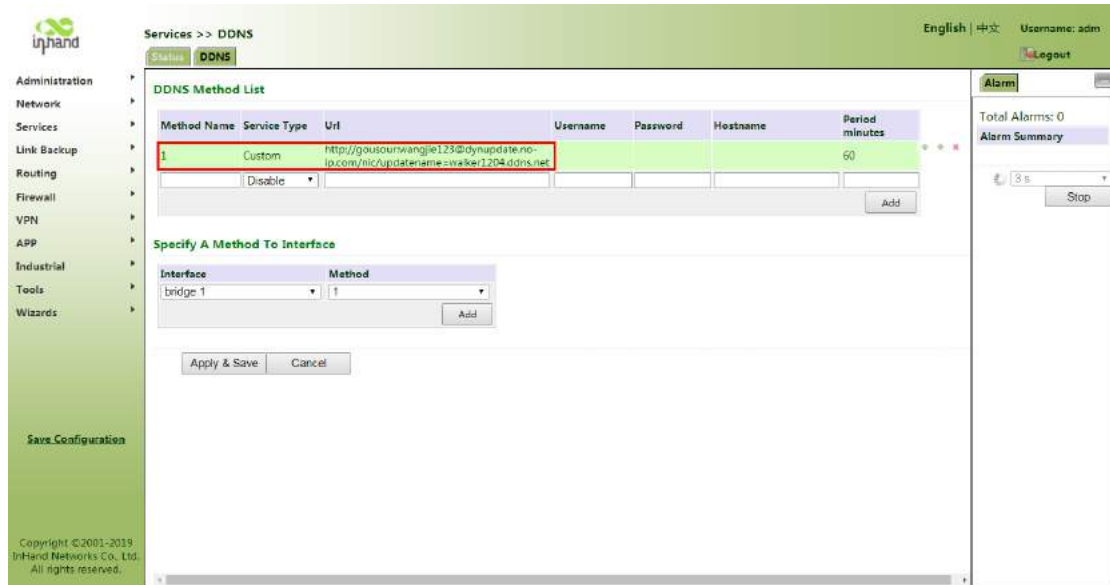 inhand
Services >> DDNS
English | 中文 Username: adm
Logout
Status DDNS
Administration
Network
Services
Link Backup
Routing
Firewall
VPN
APP
Industrial
Tools
Wizards
Save Configuration
Copyright ©2001-2019
InHand Networks Co., Ltd.
All rights reserved.
DDNS Method List
Method Name Service Type Url Username Password Hostname Period minutes
1 Custom http://gousourwangjie123@dynupdate.no-
ip.com/nic/updatename=walker1204.ddns.net 60
Disable
Add
Specify A Method To Interface
Interface Method
bridge 1 1
Add
Apply & Save Cancel
Alarm
Total Alarms: 0
Alarm Summary
3 s
Stop